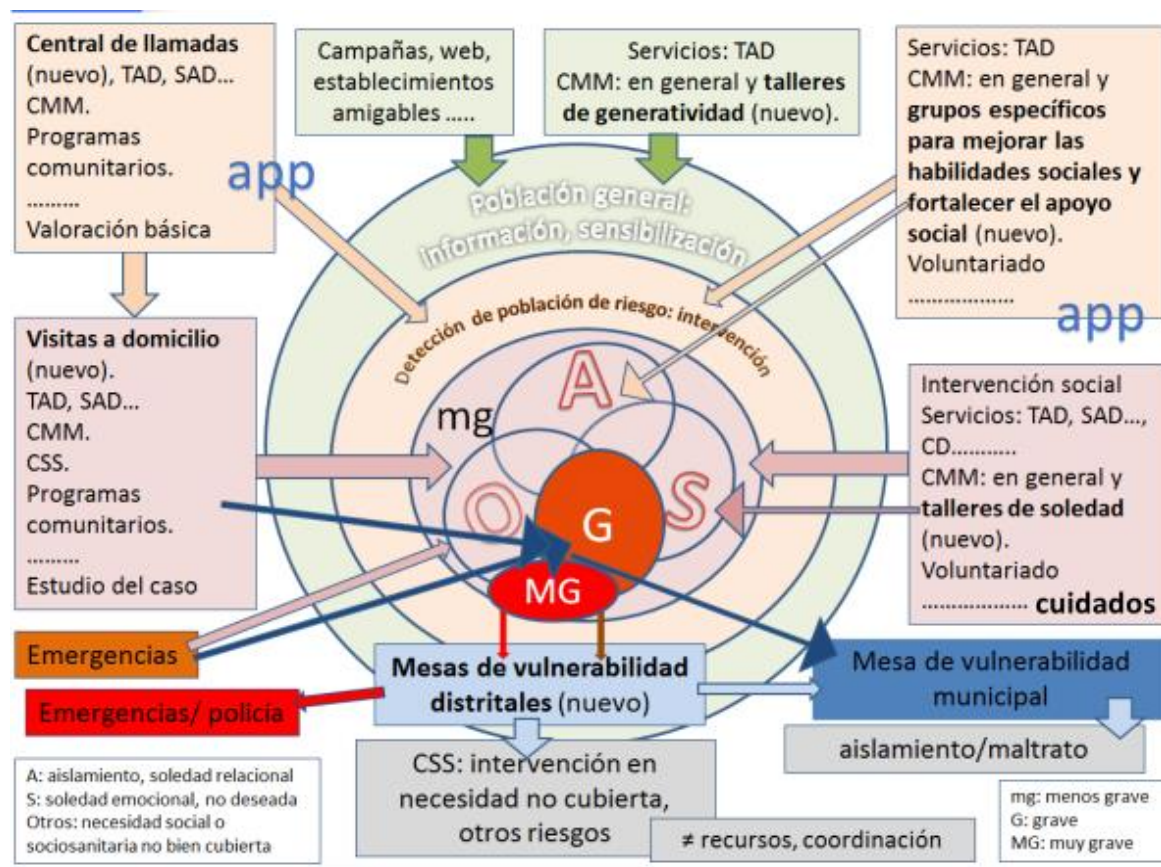 Central de llamadas
(nuevo), TAD, SAD…
CMM.
Programas
comunitarios.
………
Valoración básica
app
Campañas, web,
establecimientos
amigables …..
Servicios: TAD
CMM: en general y talleres
de generatividad (nuevo).
Servicios: TAD
CMM: en general y
grupos específicos
para mejorar las
habilidades sociales y
fortalecer el apoyo
social (nuevo).
Voluntariado
………………
app
Población general:
información, sensibilización
Detección de población de riesgo: intervención
mg
A
O
S
G
MG
Visitas a domicilio
(nuevo).
TAD, SAD…
CMM.
CSS.
Programas
comunitarios.
………
Estudio del caso
Intervención social
Servicios: TAD, SAD…,
CD………..
CMM: en general y
talleres de soledad
(nuevo).
Voluntariado
……………… cuidados
Emergencias
Emergencias/ policía
Mesas de vulnerabilidad
distritales (nuevo)
Mesa de vulnerabilidad
municipal
aislamiento/maltrato
CSS: intervención en
necesidad no cubierta,
otros riesgos
≠ recursos, coordinación
A: aislamiento, soledad relacional
S: soledad emocional, no deseada
Otros: necesidad social o
sociosanitaria no bien cubierta
mg: menos grave
G: grave
MG: muy grave